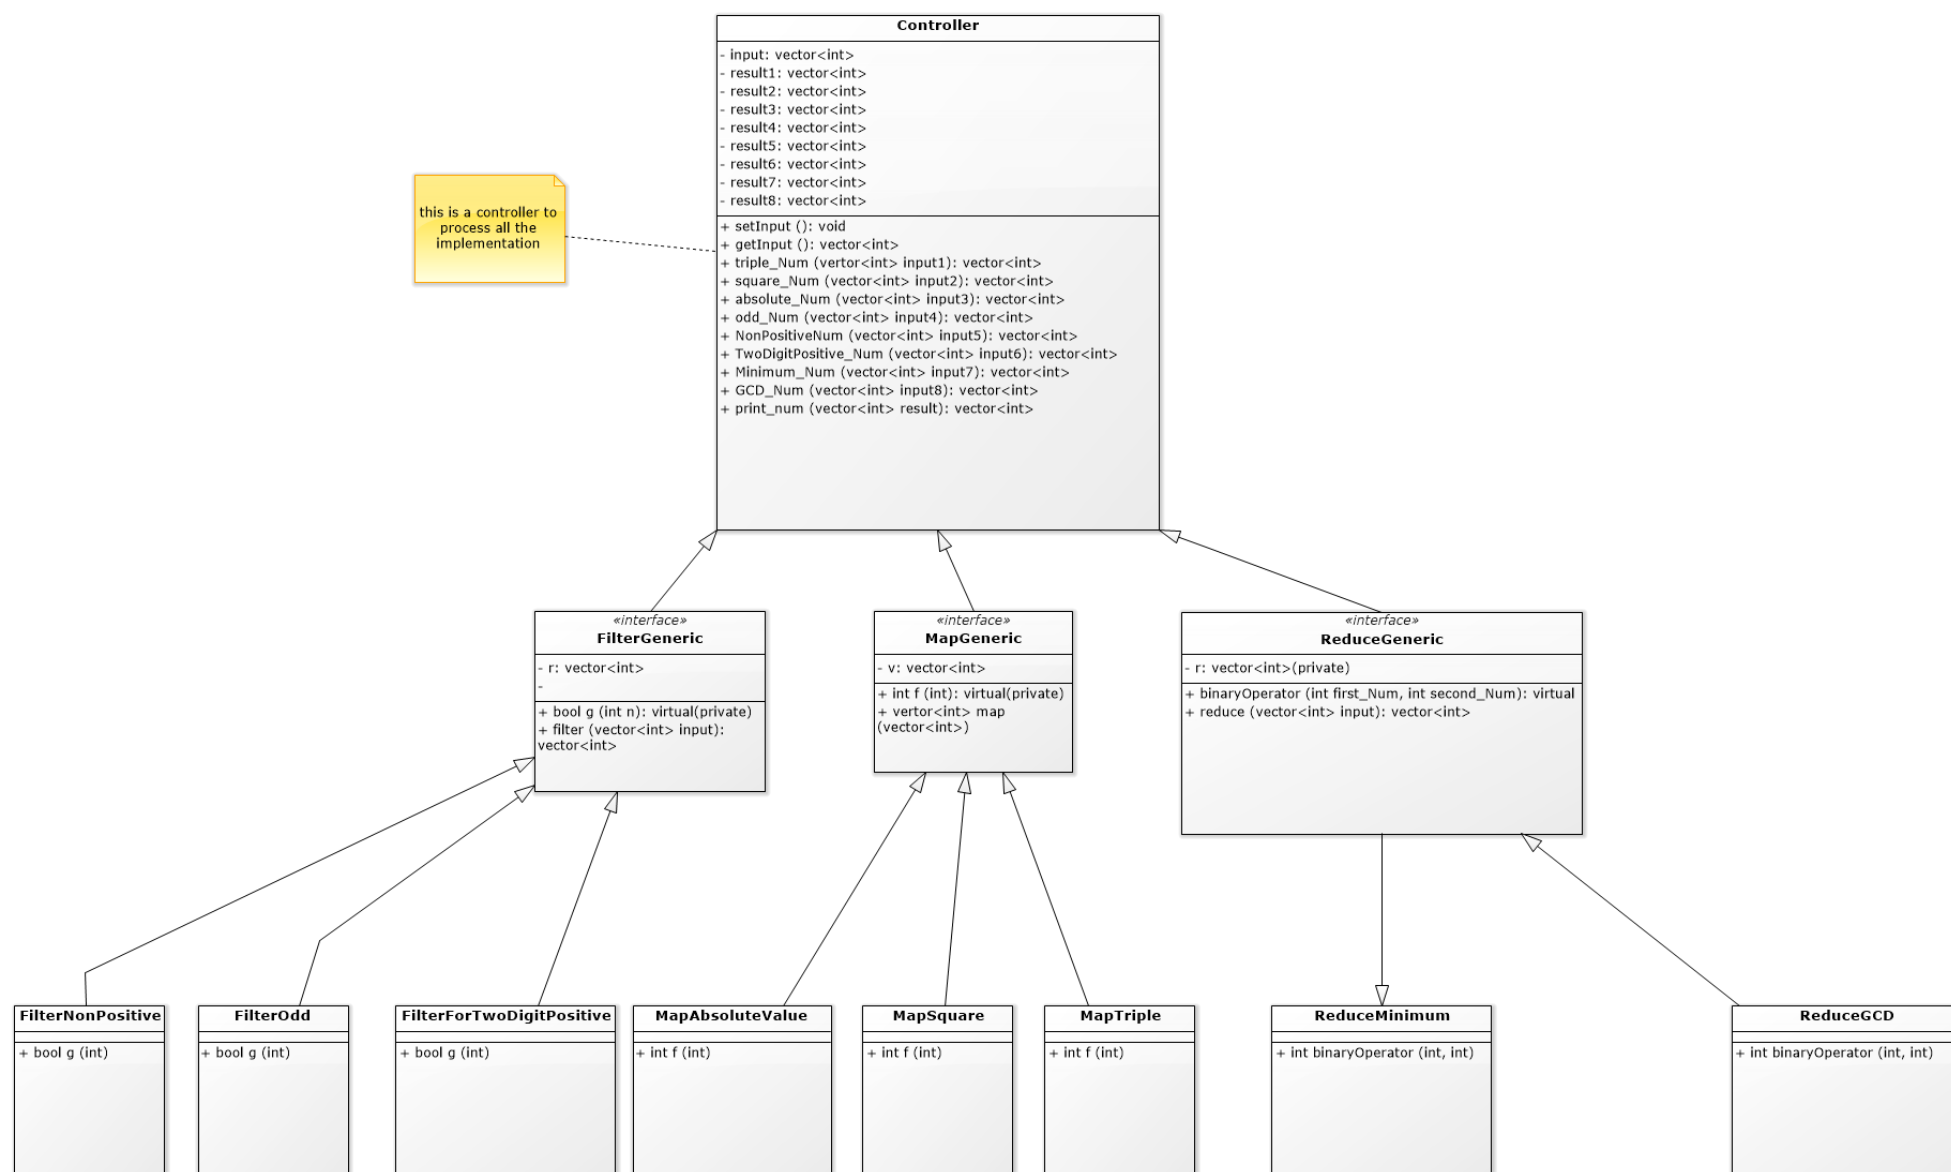 Controller
- input: vector<int>
- result1: vector<int>
- result2: vector<int>
- result3: vector<int>
- result4: vector<int>
- result5: vector<int>
- result6: vector<int>
- result7: vector<int>
- result8: vector<int>
+ setInput (): void
+ getInput (): vector<int>
+ triple_Num (vertor<int> input1): vector<int>
+ square_Num (vector<int> input2): vector<int>
+ absolute_Num (vector<int> input3): vector<int>
+ odd_Num (vector<int> input4): vector<int>
+ NonPositiveNum (vector<int> input5): vector<int>
+ TwoDigitPositive_Num (vector<int> input6): vector<int>
+ Minimum_Num (vector<int> input7): vector<int>
+ GCD_Num (vector<int> input8): vector<int>
+ print_num (vector<int> result): vector<int>
this is a controller to
process all the
implementation
«interface»
FilterGeneric
- r: vector<int>
-
+ bool g (int n): virtual(private)
+ filter (vector<int> input):
vector<int>
«interface»
MapGeneric
- v: vector<int>
+ int f (int): virtual(private)
+ vertor<int> map
(vector<int>)
«interface»
ReduceGeneric
- r: vector<int>(private)
+ binaryOperator (int first_Num, int second_Num): virtual
+ reduce (vector<int> input): vector<int>
FilterNonPositive
+ bool g (int)
FilterOdd
+ bool g (int)
FilterForTwoDigitPositive
+ bool g (int)
MapAbsoluteValue
+ int f (int)
MapSquare
+ int f (int)
MapTriple
+ int f (int)
ReduceMinimum
+ int binaryOperator (int, int)
ReduceGCD
+ int binaryOperator (int, int)